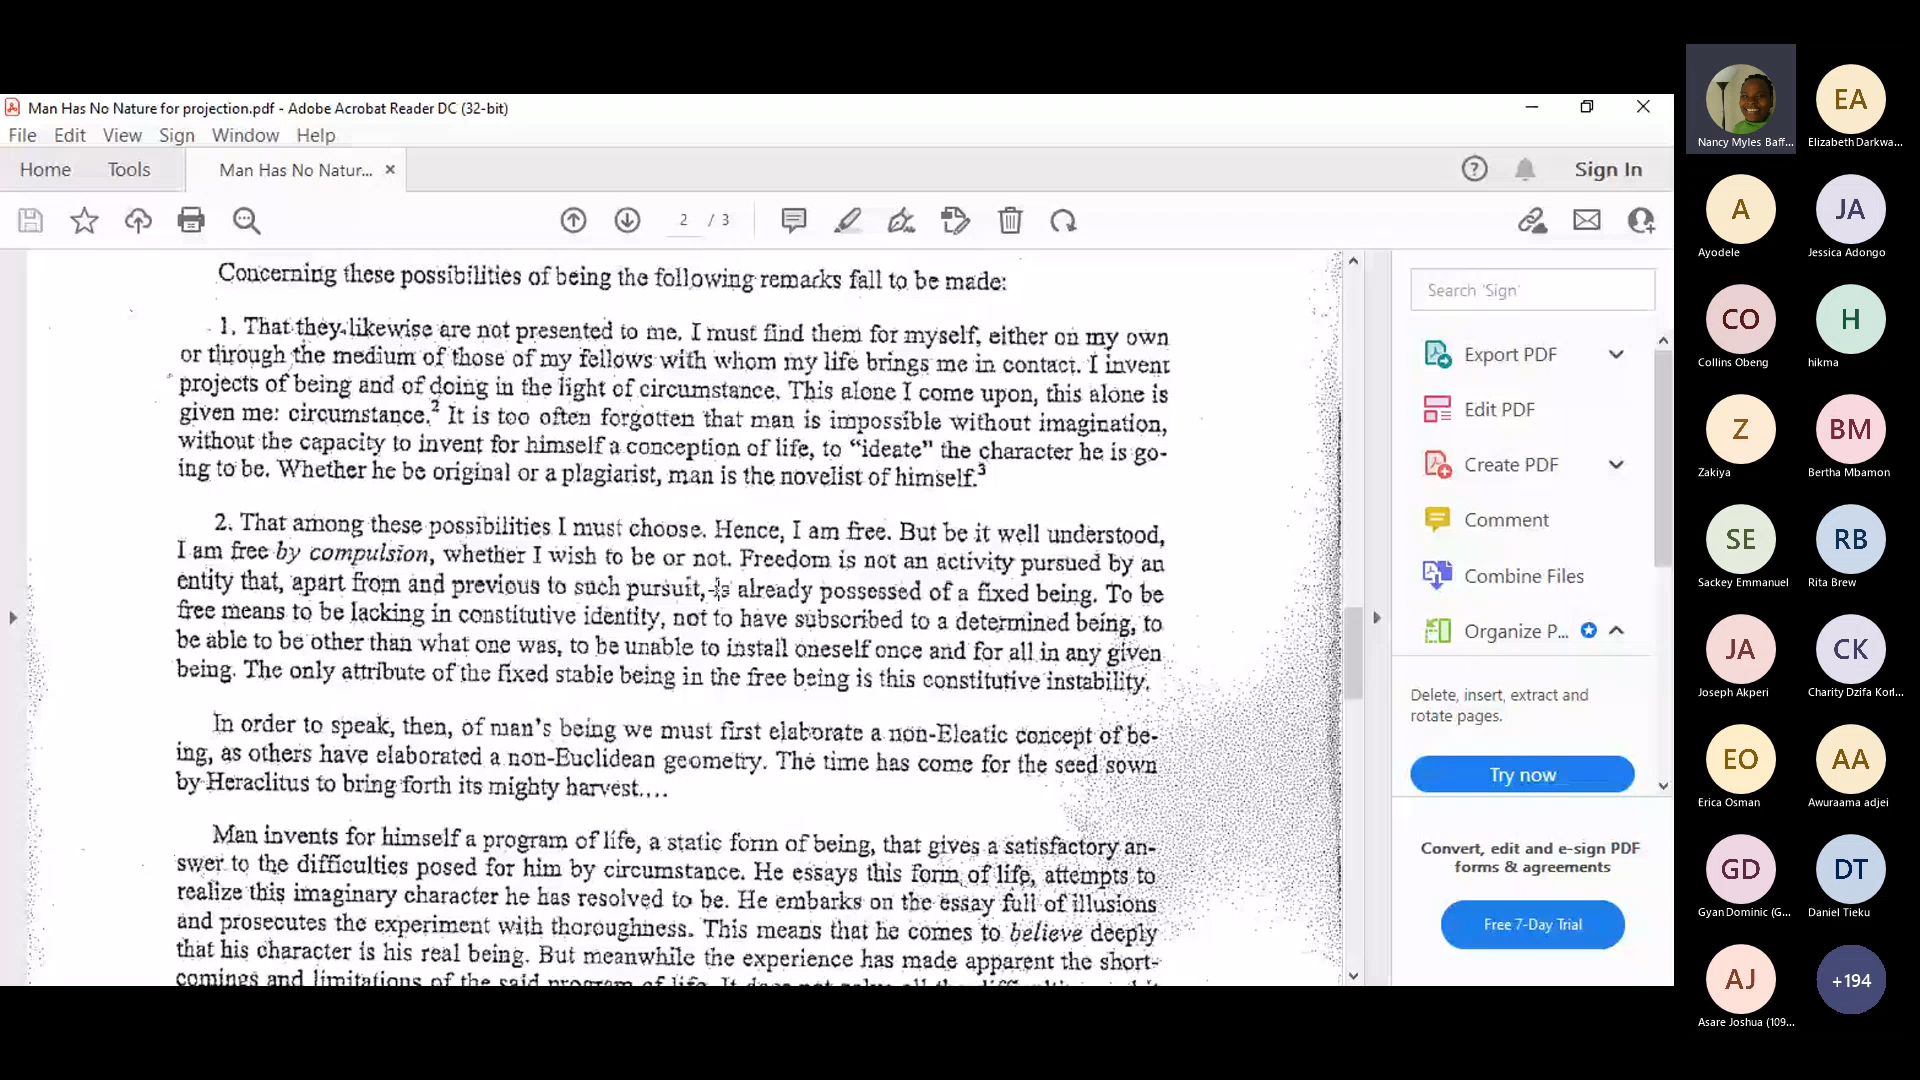 Man Has No Nature for projection.pdf - Adobe Acrobat Reader DC (32-bit)
File Edit View Sign Window Help
Home Tools Man Has No Natur... Sign In
2 / 3
Concerning these possibilities of being the following remarks fall to be made:
1. That they likewise are not presented to me. I must find them for myself, either on my own
or through the medium of those of my fellows with whom my life brings me in contact. I invent
projects of being and of doing in the light of circumstance. This alone I come upon, this alone is
given me: circumstance.2 It is too often forgotten that man is impossible without imagination,
without the capacity to invent for himself a conception of life, to “ideate” the character he is go-
ing to be. Whether he be original or a plagiarist, man is the novelist of himself.3
2. That among these possibilities I must choose. Hence, I am free. But be it well understood,
I am free by compulsion, whether I wish to be or not. Freedom is not an activity pursued by an
entity that, apart from and previous to such pursuit, is already possessed of a fixed being. To be
free means to be lacking in constitutive identity, not to have subscribed to a determined being, to
be able to be other than what one was, to be unable to install oneself once and for all in any given
being. The only attribute of the fixed stable being in the free being is this constitutive instability.
In order to speak, then, of man's being we must first elaborate a non-Eleatic concept of be-
ing, as others have elaborated a non-Euclidean geometry. The time has come for the seed sown
by Heraclitus to bring forth its mighty harvest....
Man invents for himself a program of life, a static form of being, that gives a satisfactory an-
swer to the difficulties posed for him by circumstance. He essays this form of life, attempts to
realize this imaginary character he has resolved to be. He embarks on the essay full of illusions
and prosecutes the experiment with thoroughness. This means that he comes to believe deeply
that his character is his real being. But meanwhile the experience has made apparent the short-
comings and limitations of the said program of life. It does not solve all the
Search 'Sign'
Export PDF
Edit PDF
Create PDF
Comment
Combine Files
Organize P...
Delete, insert, extract and
rotate pages.
Try now
Convert, edit and e-sign PDF
forms & agreements
Free 7-Day Trial
Nancy Myles Baff...
EA
Elizabeth Darkwa...
A
Ayodele
JA
Jessica Adongo
CO
Collins Obeng
H
hikma
Z
Zakiya
BM
Bertha Mbamon
SE
Sackey Emmanuel
RB
Rita Brew
JA
Joseph Akperi
CK
Charity Dzifa Korl...
EO
Erica Osman
AA
Awuraama adjei
GD
Gyan Dominic (G...
DT
Daniel Tieku
AJ
Asare Joshua (109...
+194